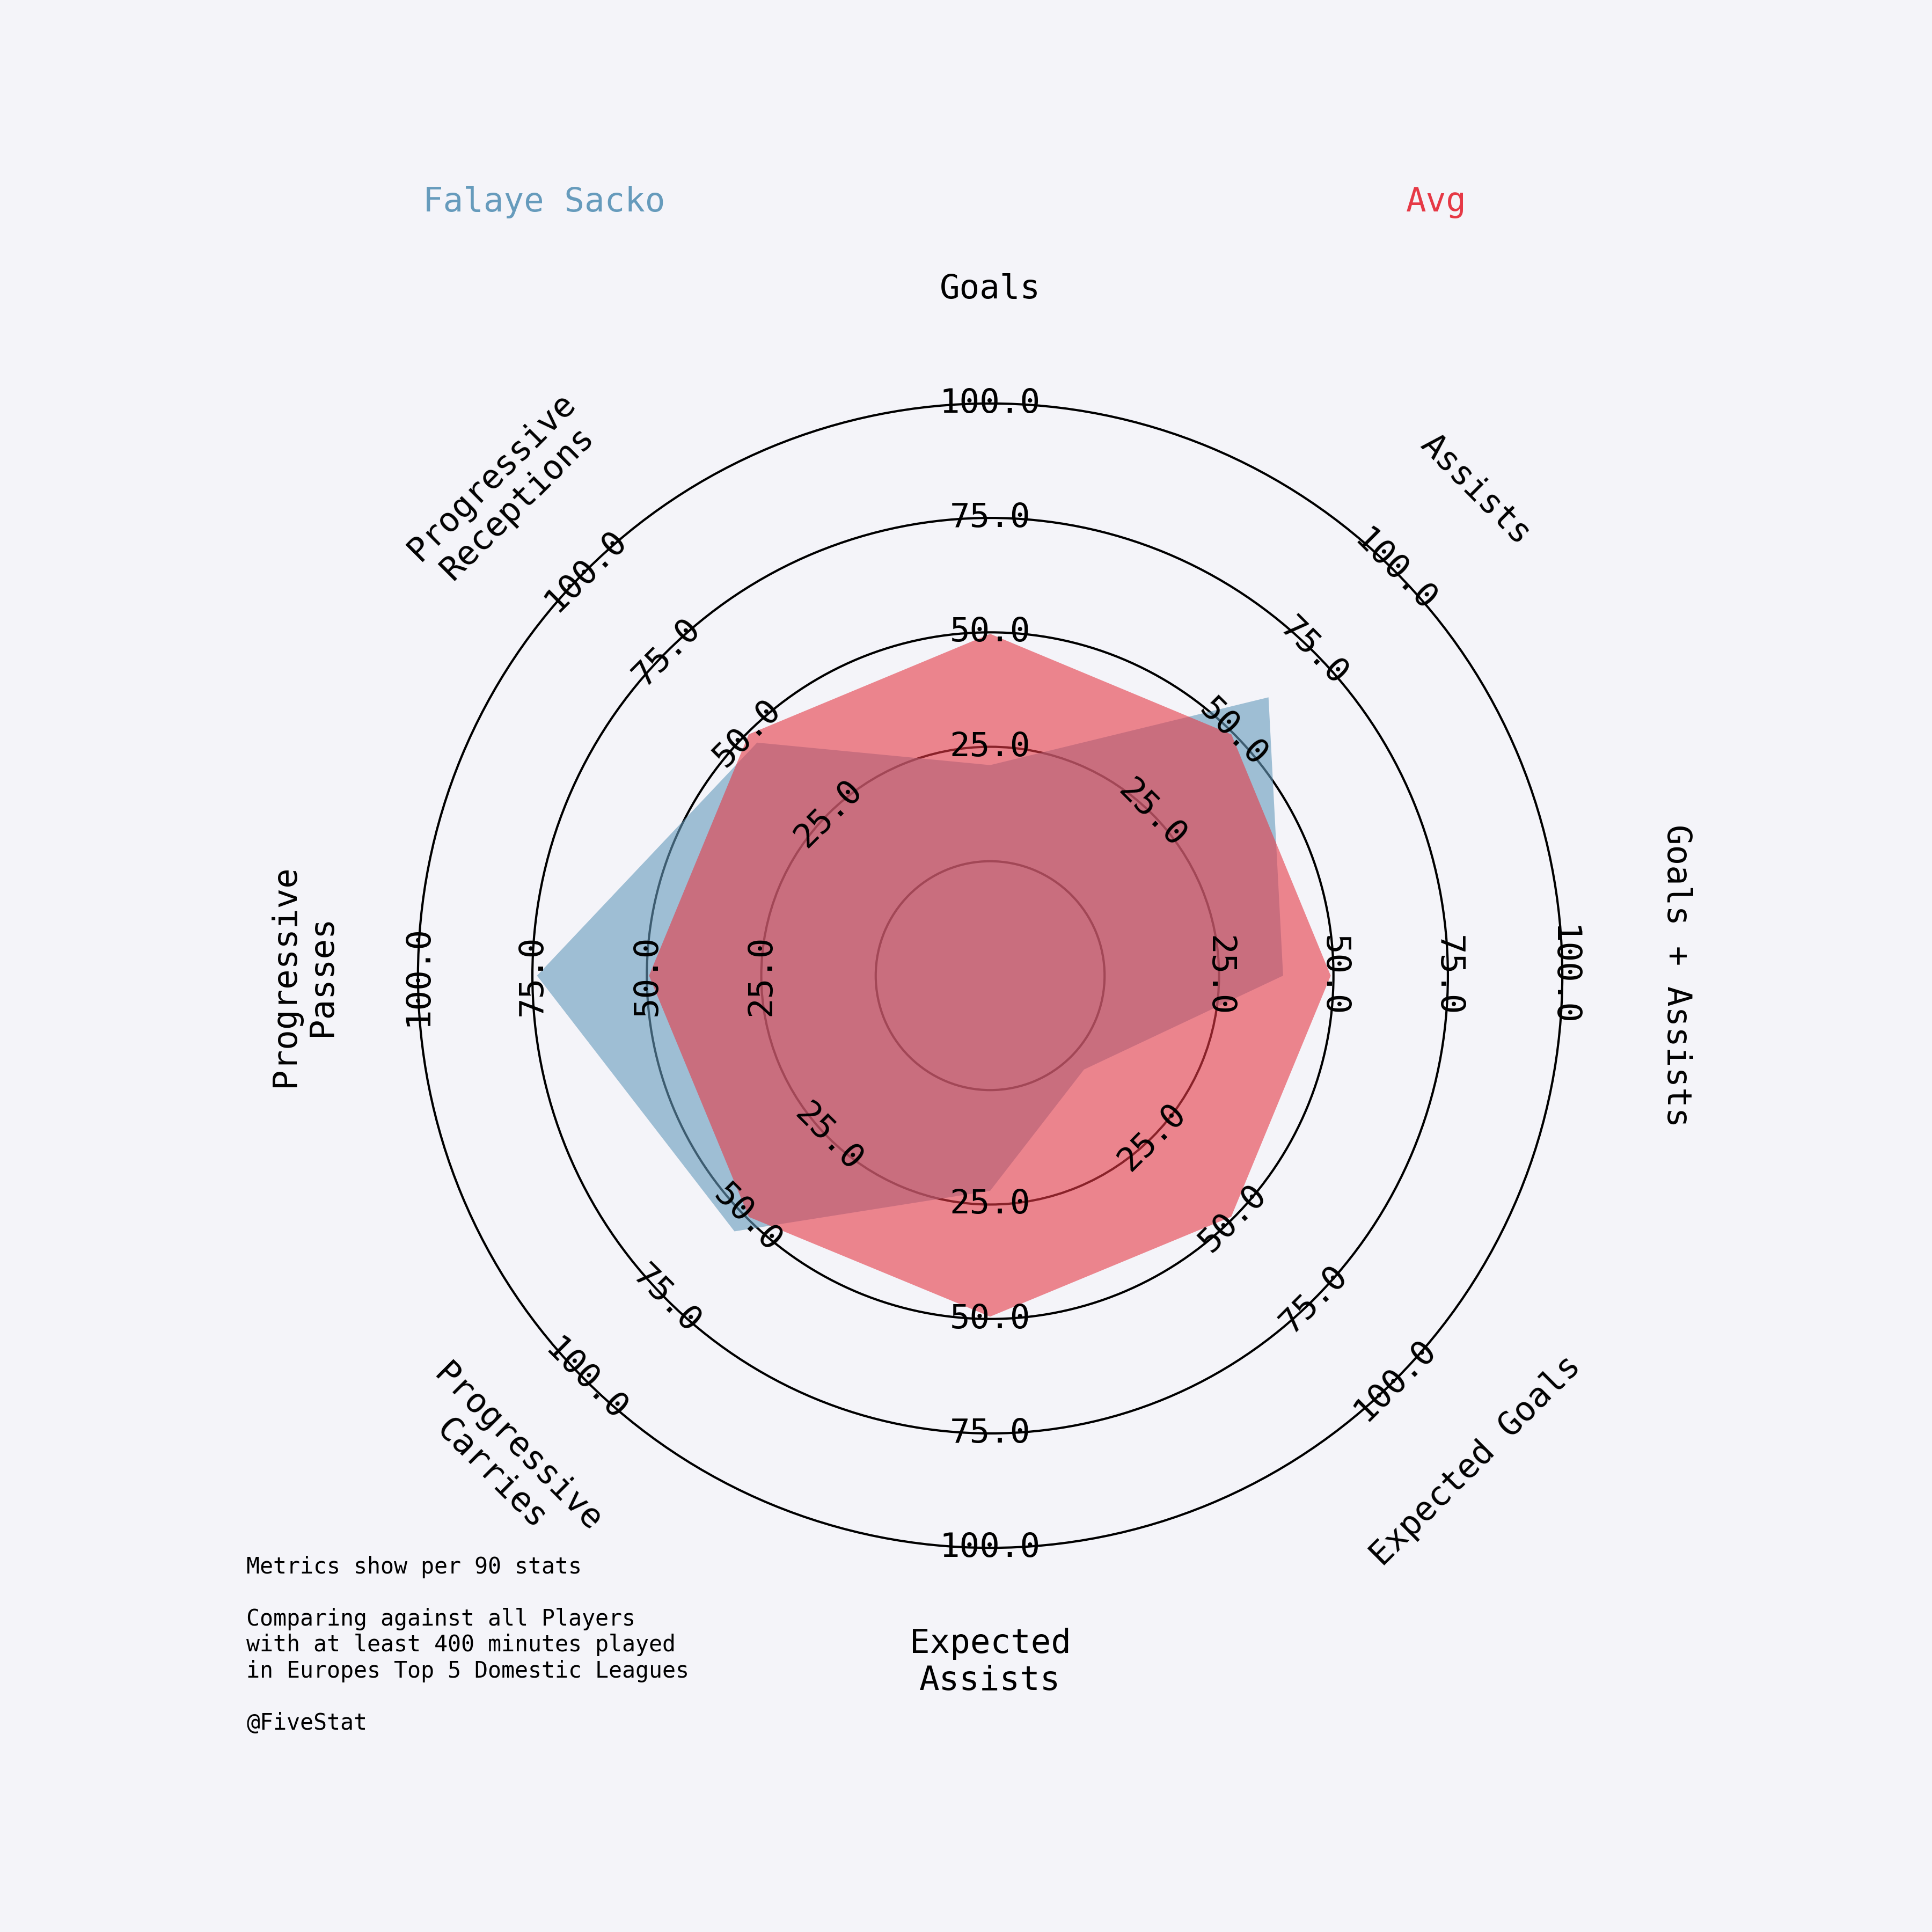 Falaye Sacko
Avg
Goals
Assists
Goals + Assists
Expected Goals
Expected
Assists
Progressive
Carries
Progressive
Passes
Progressive
Receptions
25.0
50.0
75.0
100.0
25.0
50.0
75.0
100.0
25.0
50.0
75.0
100.0
25.0
50.0
75.0
100.0
25.0
50.0
75.0
100.0
25.0
50.0
75.0
100.0
25.0
50.0
75.0
100.0
25.0
50.0
75.0
100.0
Metrics show per 90 stats
Comparing against all Players
with at least 400 minutes played
in Europes Top 5 Domestic Leagues
@FiveStat